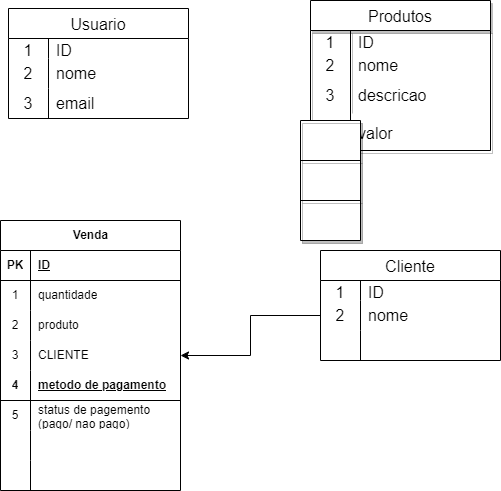 Usuario
1 ID
2 nome
3 email
Produtos
1 ID
2 nome
3 descricao
valor
Venda
PK ID
1 quantidade
2 produto
3 CLIENTE
4 metodo de pagamento
5 status de pagemento
(pago/ nao pago)
Cliente
1 ID
2 nome